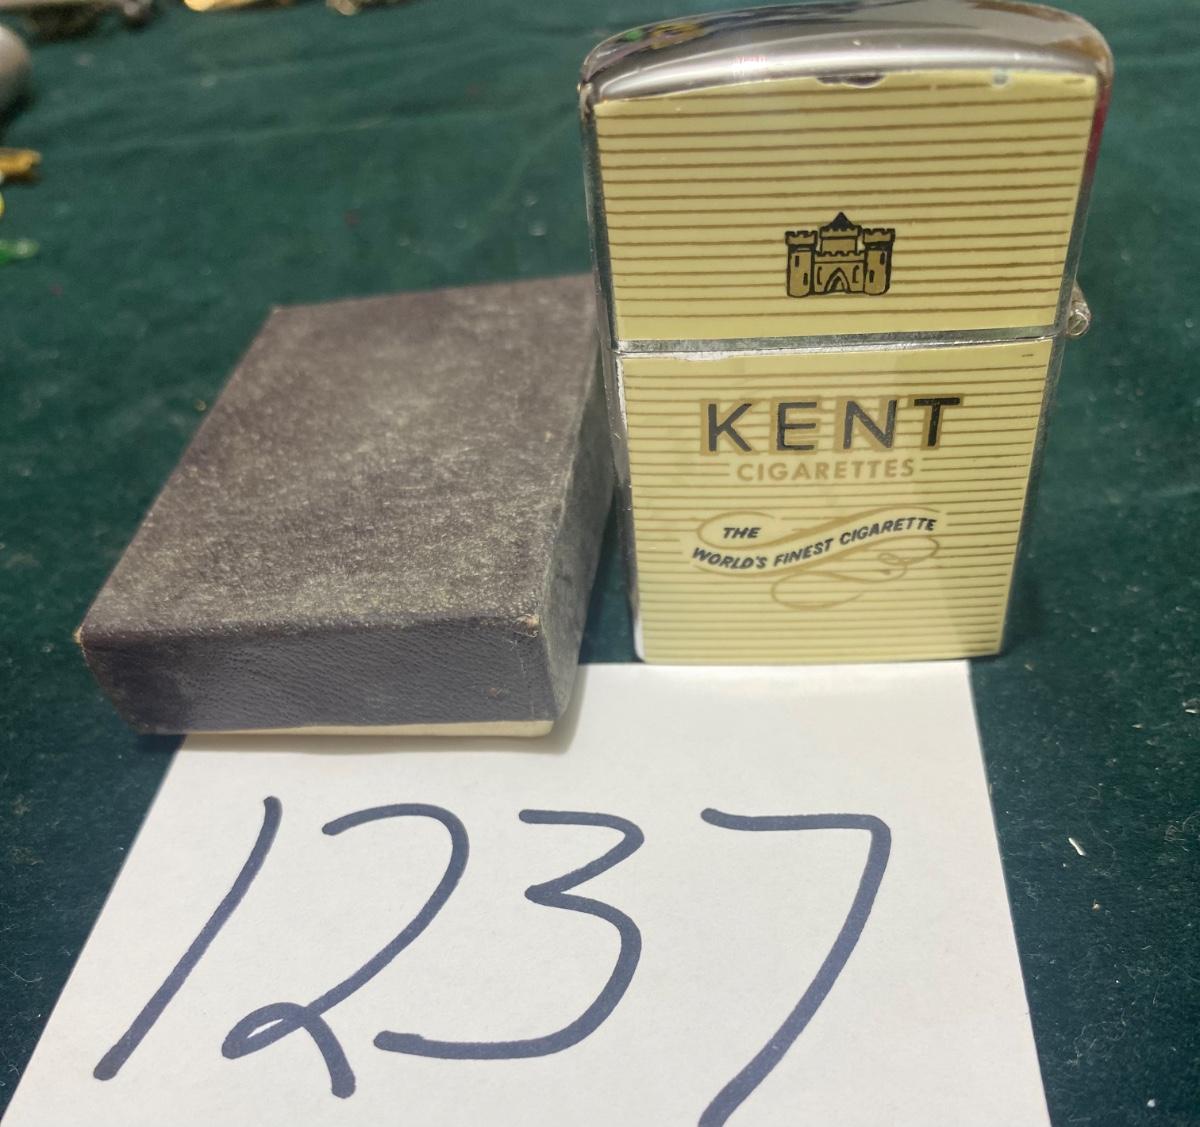 KENT
CIGARETTES
THE
WORLD'S FINEST CIGARETTE
1237